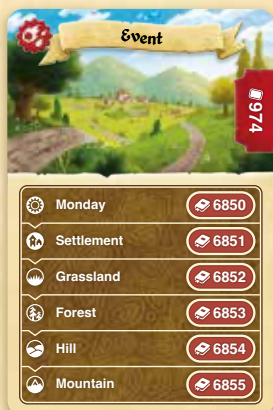 Event
974
Monday 6850
Settlement 6851
Grassland 6852
Forest 6853
Hill 6854
Mountain 6855